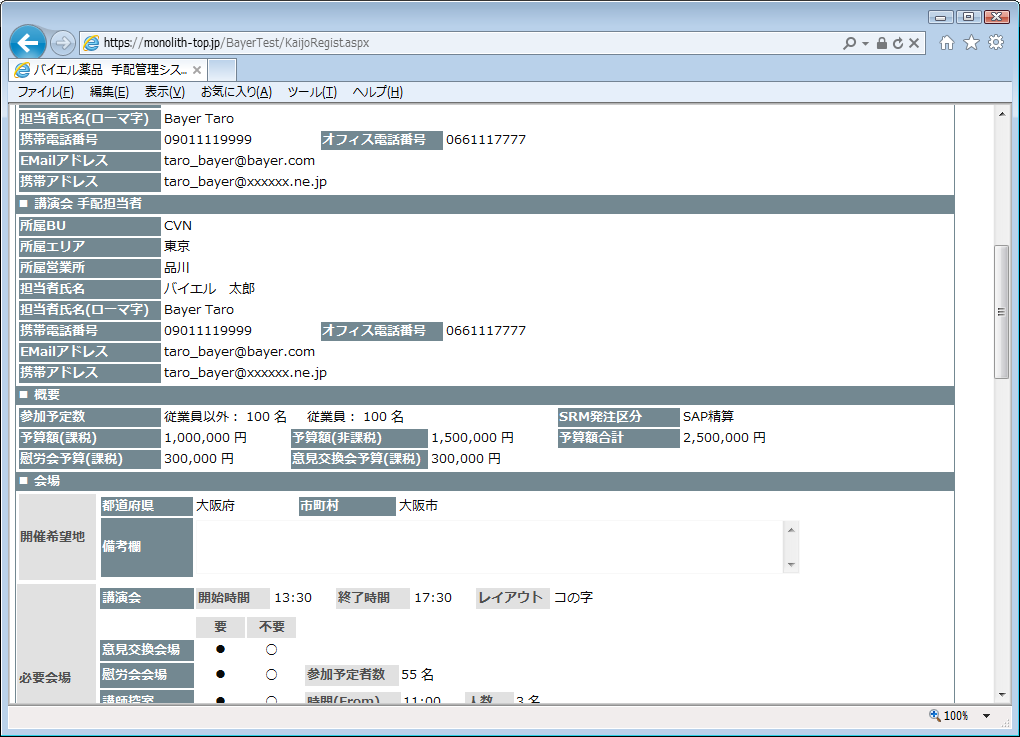 https://monolith-top.jp/BayerTest/KaijoRegist.aspx
バイエル薬品 手配管理シス...
ファイル(F) 編集(E) 表示(V) お気に入り(A) ツール(T) ヘルプ(H)
担当者氏名(ローマ字) Bayer Taro
携帯電話番号 09011119999 オフィス電話番号 0661117777
EMailアドレス taro_bayer@bayer.com
携帯アドレス taro_bayer@xxxxxx.ne.jp
■ 講演会 手配担当者
所属BU CVN
所属エリア 東京
所属営業所 品川
担当者氏名 バイエル 太郎
担当者氏名(ローマ字) Bayer Taro
携帯電話番号 09011119999 オフィス電話番号 0661117777
EMailアドレス taro_bayer@bayer.com
携帯アドレス taro_bayer@xxxxxx.ne.jp
■ 概要
参加予定数 従業員以外： 100 名 従業員： 100 名 SRM発注区分 SAP精算
予算額(課税) 1,000,000 円 予算額(非課税) 1,500,000 円 予算額合計 2,500,000 円
慰労会予算(課税) 300,000 円 意見交換会予算(課税) 300,000 円
■ 会場
開催希望地 都道府県 大阪府 市町村 大阪市
備考欄
講演会 開始時間 13:30 終了時間 17:30 レイアウト コの字
要 不要
意見交換会場 ● ○
慰労会会場 ● ○ 参加予定者数 55 名
必要会場
講師控室 ● ○ 時間(From) 11:00 人数 3 名
100%